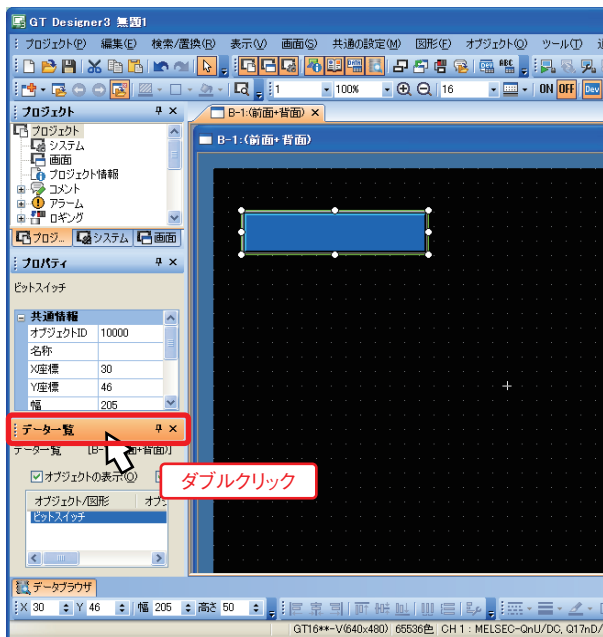 GT Designer3 無題1
プロジェクト(P) 編集(E) 検索/置換(R) 表示(V) 画面(S) 共通の設定(M) 図形(F) オブジェクト(O) ツール(T)
1 100% 16 ON OFF Dev
プロジェクト
プロジェクト
システム
画面
プロジェクト情報
コメント
アラーム
ロギング
プロジ... システム 画面
B-1:(前面+背面)
B-1:(前面+背面)
プロパティ
ビットスイッチ
共通情報
オブジェクトID 10000
名称
X座標 30
Y座標 46
幅 205
データ一覧
データ一覧
オブジェクトの表示(O)
オブジェクト/図形 オブジ
ビットスイッチ
ダブルクリック
データブラウザ
X 30 Y 46 幅 205 高さ 50
GT16**-V(640x480) 65536色 CH1:MELSEC-QnU/DC, Q17nD/